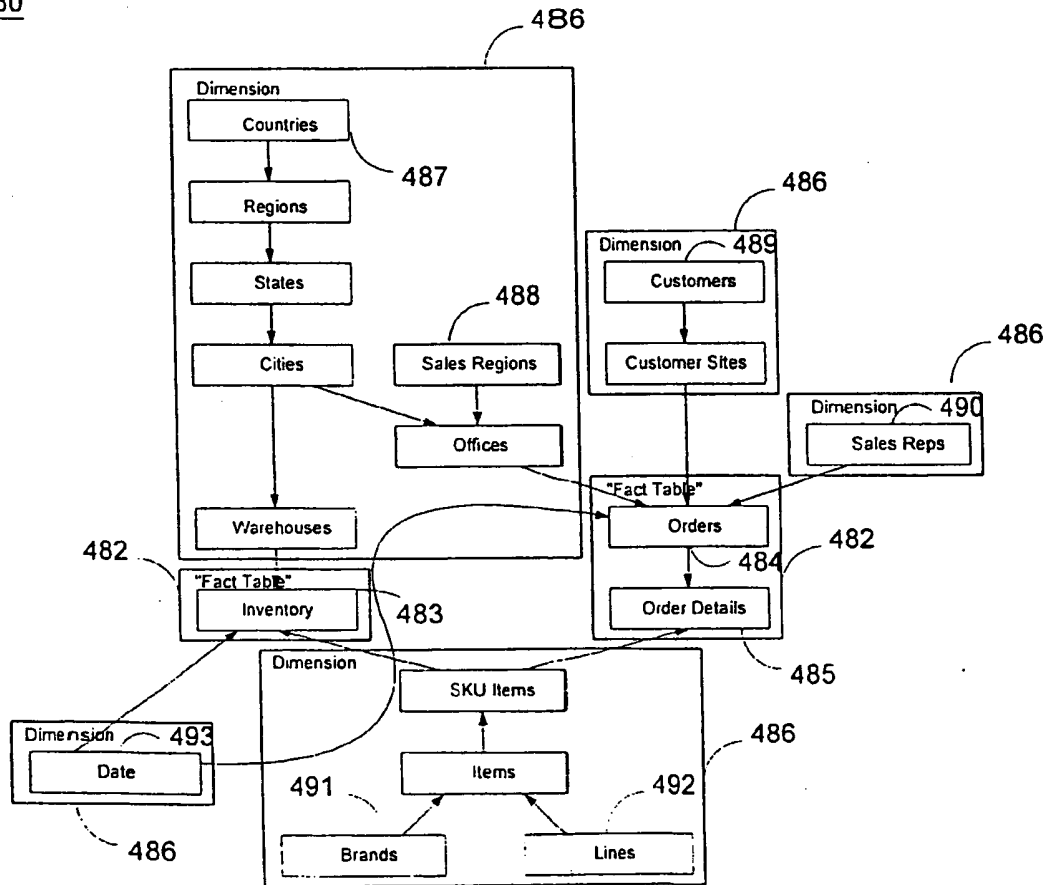 486
Dimension
Countries
487
Regions
486
Dimension
489
States
Customers
488
Cities
Sales Regions
Customer Sites
486
Dimension
490
Offices
Sales Reps
"Fact Table"
Warehouses
Orders
482
484
482
"Fact Table"
483
Inventory
Order Details
Dimension
485
SKU Items
Dimension
493
486
Date
Items
491
492
486
Brands
Lines